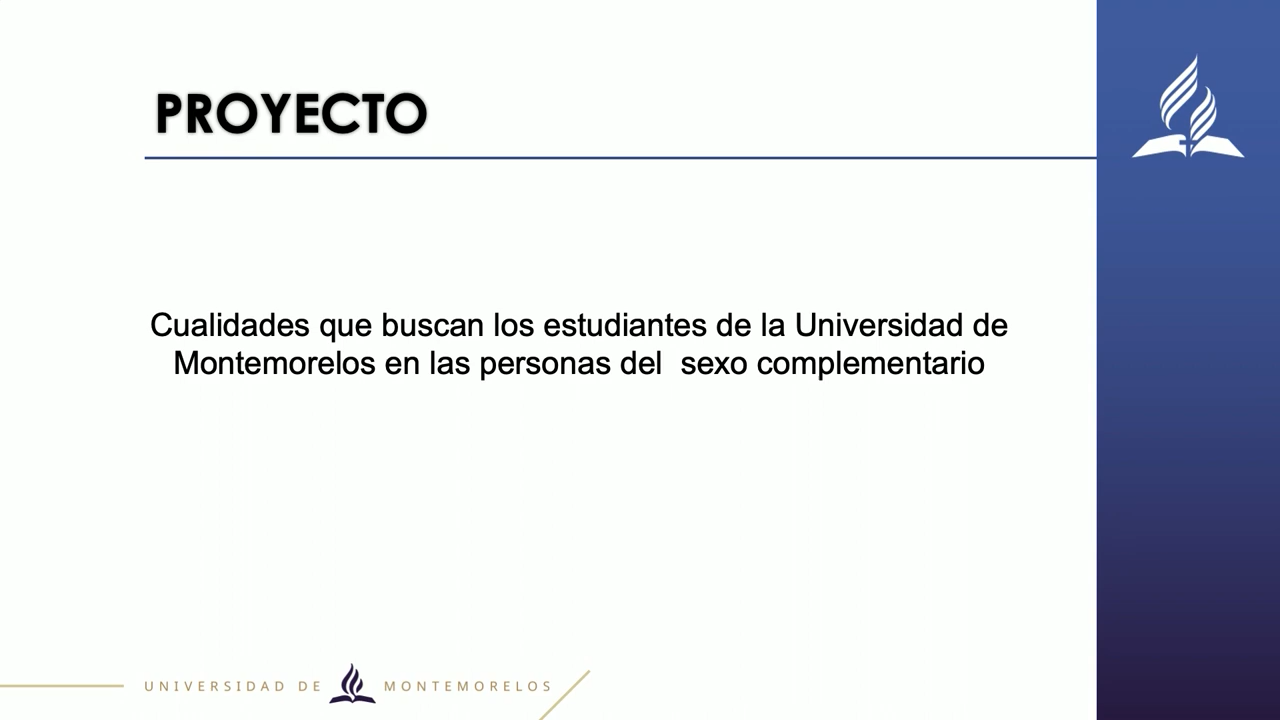 PROYECTO
Cualidades que buscan los estudiantes de la Universidad de
Montemorelos en las personas del  sexo complementario
UNIVERSIDAD DE MONTEMORELOS